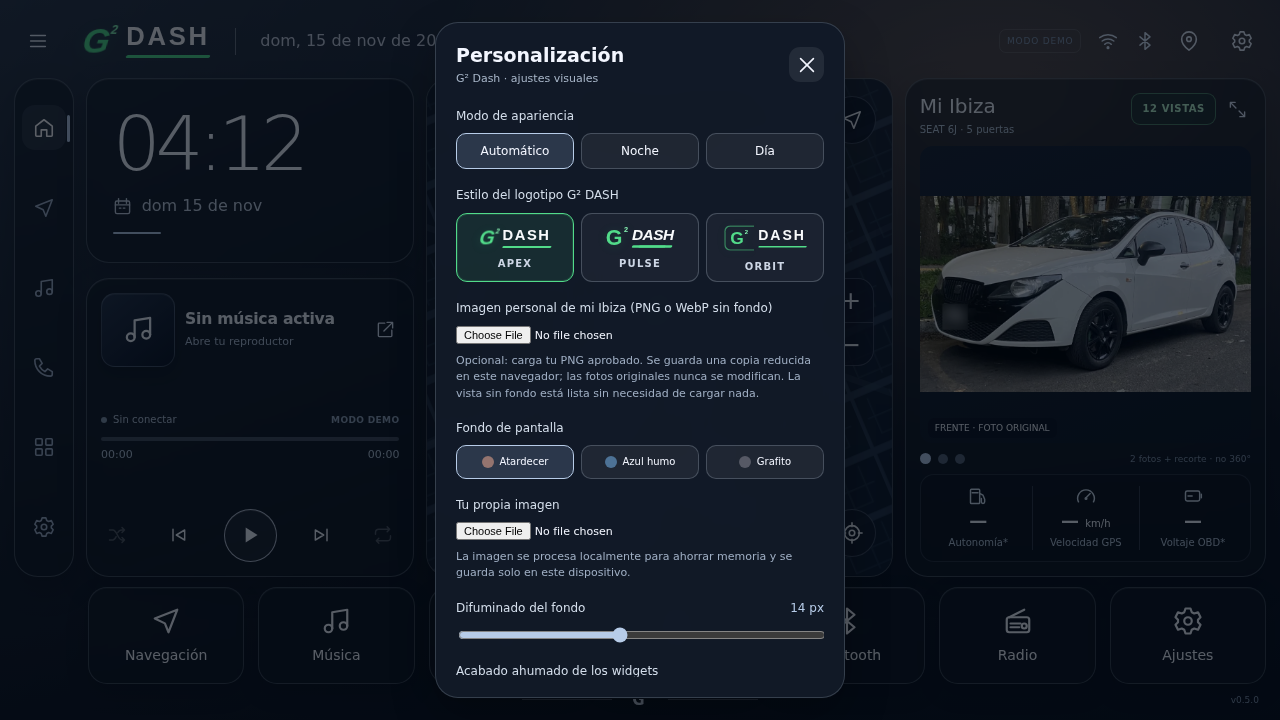 G² DASH
dom, 15 de nov de 20
MODO DEMO
04:12
dom 15 de nov
Sin música activa
Abre tu reproductor
Sin conectar
MODO DEMO
00:00
00:00
Personalización
G² Dash · ajustes visuales
Modo de apariencia
Automático
Noche
Día
Estilo del logotipo G² DASH
G² DASH
APEX
G² DASH
PULSE
G² DASH
ORBIT
Imagen personal de mi Ibiza (PNG o WebP sin fondo)
Choose File No file chosen
Opcional: carga tu PNG aprobado. Se guarda una copia reducida
en este navegador; las fotos originales nunca se modifican. La
vista sin fondo está lista sin necesidad de cargar nada.
Fondo de pantalla
Atardecer
Azul humo
Grafito
Tu propia imagen
Choose File No file chosen
La imagen se procesa localmente para ahorrar memoria y se
guarda solo en este dispositivo.
Difuminado del fondo
14 px
Acabado ahumado de los widgets
Mi Ibiza
SEAT 6J · 5 puertas
12 VISTAS
FRENTE · FOTO ORIGINAL
2 fotos + recorte · no 360°
— — km/h —
Autonomía*
Velocidad GPS
Voltaje OBD*
Navegación
Música
tooth
Radio
Ajustes
G
v0.5.0